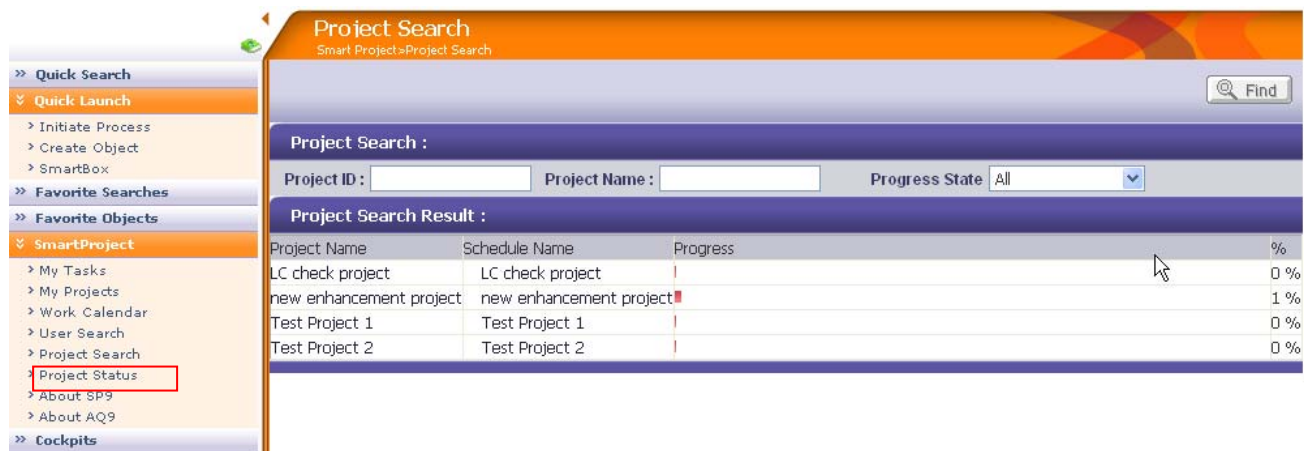 Project Search
Smart Project»Project Search
» Quick Search
Quick Launch
> Initiate Process
> Create Object
> SmartBox
» Favorite Searches
» Favorite Objects
SmartProject
> My Tasks
> My Projects
> Work Calendar
> User Search
> Project Search
> Project Status
> About SP9
> About AQ9
» Cockpits
Find
Project Search :
Project ID : Project Name : Progress State All
Project Search Result :
Project Name Schedule Name Progress %
LC check project LC check project 0 %
new enhancement project new enhancement project 1 %
Test Project 1 Test Project 1 0 %
Test Project 2 Test Project 2 0 %